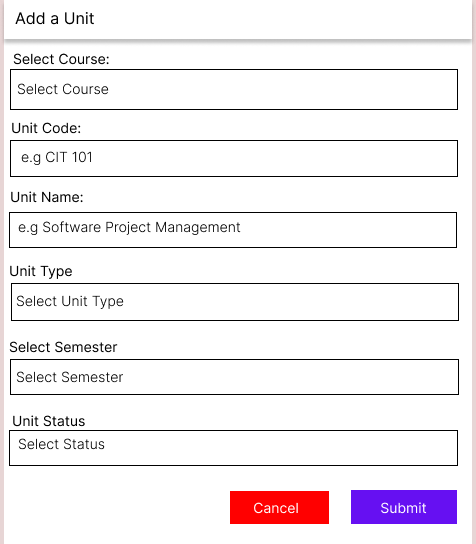 Add a Unit
Select Course:
Select Course
Unit Code:
e.g CIT 101
Unit Name:
e.g Software Project Management
Unit Type
Select Unit Type
Select Semester
Select Semester
Unit Status
Select Status
Cancel
Submit